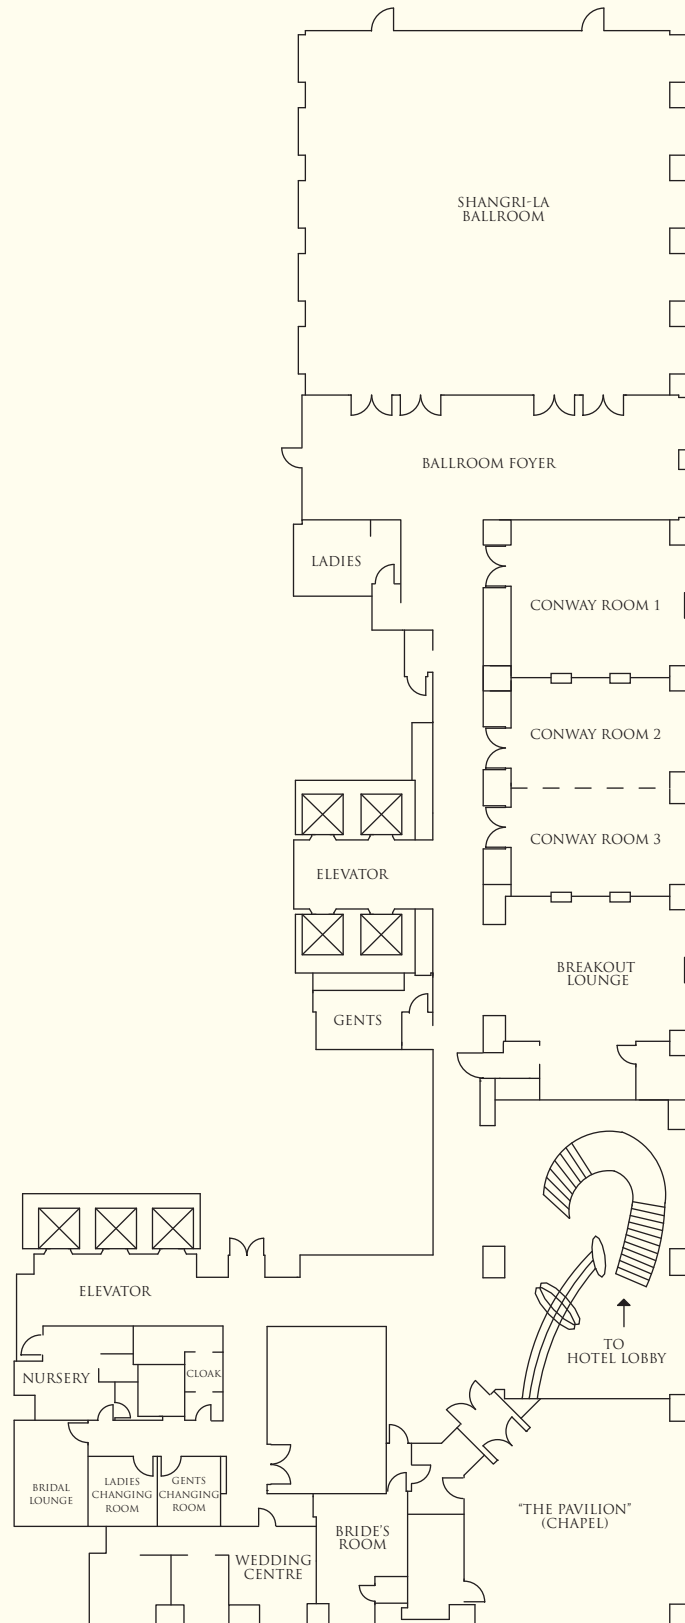 SHANGRI-LA
BALLROOM
BALLROOM FOYER
LADIES
CONWAY ROOM 1
CONWAY ROOM 2
CONWAY ROOM 3
ELEVATOR
BREAKOUT
LOUNGE
GENTS
ELEVATOR
TO
HOTEL LOBBY
NURSERY
CLOAK
BRIDAL
LOUNGE
LADIES
CHANGING
ROOM
GENTS
CHANGING
ROOM
"THE PAVILION"
(CHAPEL)
BRIDE'S
ROOM
WEDDING
CENTRE